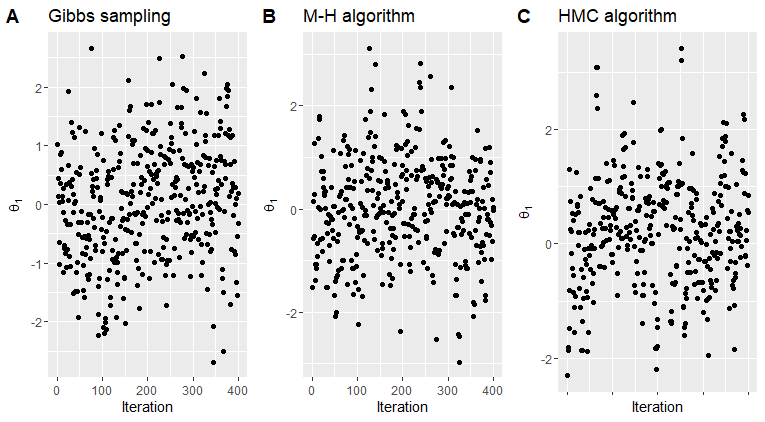 A Gibbs sampling
B M-H algorithm
C HMC algorithm
θ1
2
1
0
-1
-2
0 100 200 300 400
Iteration
θ1
2
0
-2
0 100 200 300 400
Iteration
θ1
2
0
-2
Iteration